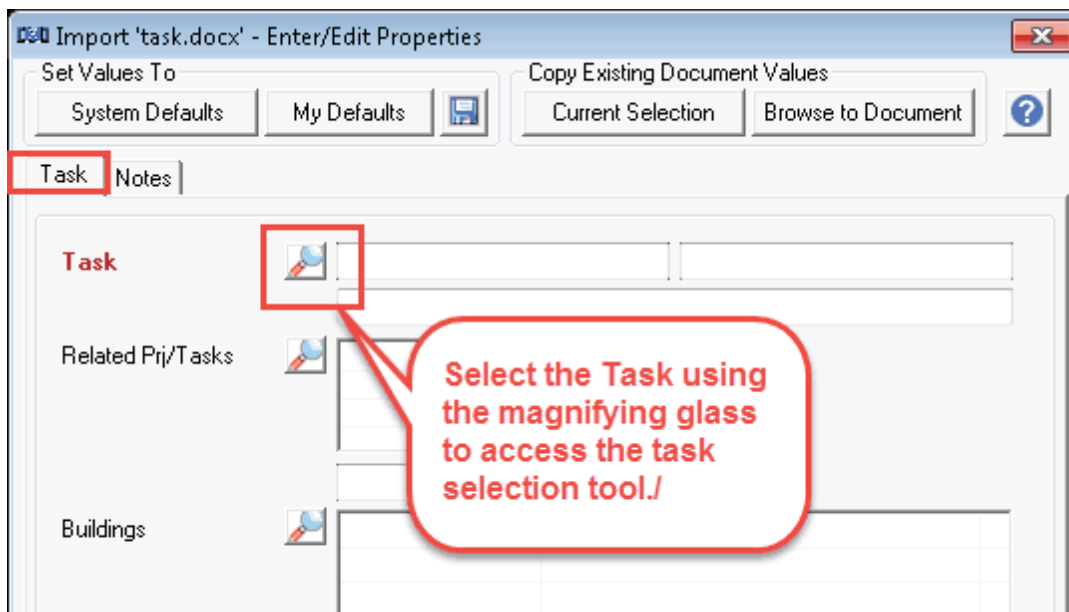 Import 'task.docx' - Enter/Edit Properties
Set Values To
Copy Existing Document Values
System Defaults
My Defaults
Current Selection
Browse to Document
?
Task
Notes
Task
Related Prj/Tasks
Select the Task using
the magnifying glass
to access the task
selection tool./
Buildings